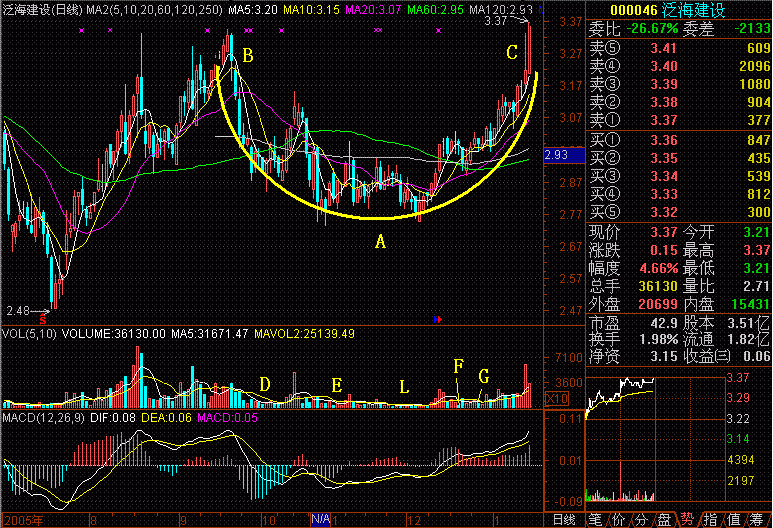 泛海建设(日线) MA2(5,10,20,60,120,250) MA5:3.20 MA10:3.15 MA20:3.07 MA60:2.95 MA120:2.93
3.37
3.37
3.27
3.17
3.07
2.93
2.87
2.77
2.67
2.57
2.47
B
C
A
2.48
S
VOL(5,10) VOLUME:36130.00 MA5:31671.47 MAVOL2:25139.49
7100
3600
X10
D
E
L
F
G
MACD(12,26,9) DIF:0.08 DEA:0.06 MACD:0.05
0.11
0.01
-0.09
2005年
8
9
10
N/A
12
1
日线
000046 泛海建设
委比 -26.67% 委差 -2133
卖⑤ 3.41 609
卖④ 3.40 2096
卖③ 3.39 1080
卖② 3.38 904
卖① 3.37 377
买① 3.36 847
买② 3.35 435
买③ 3.34 539
买④ 3.33 812
买⑤ 3.32 300
现价 3.37 今开 3.21
涨跌 0.15 最高 3.37
幅度 4.66% 最低 3.21
总手 36130 量比 2.71
外盘 20699 内盘 15431
市盈 42.9 股本 3.51亿
换手 1.98% 流通 1.82亿
净资 3.15 收益㈢ 0.06
3.37
3.29
3.22
3.14
4394
2197
笔 价 分 盘 势 指 值 筹